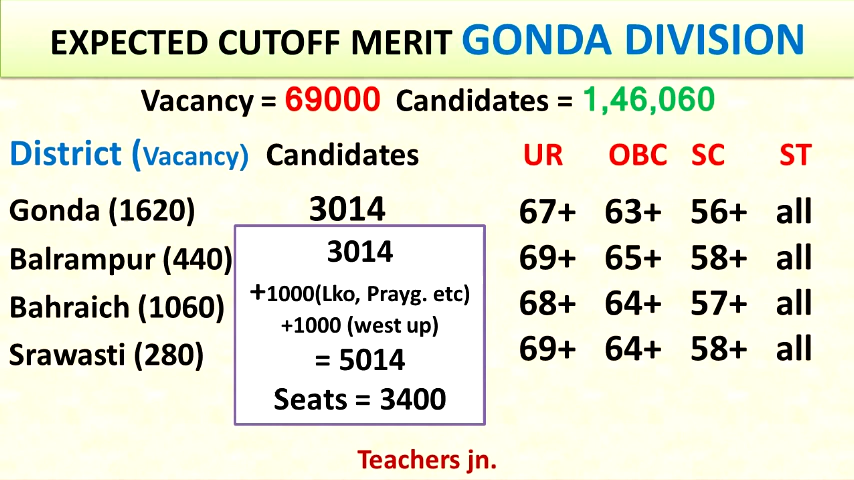 EXPECTED CUTOFF MERIT GONDA DIVISION
Vacancy = 69000 Candidates = 1,46,060
District (Vacancy) Candidates UR OBC SC ST
Gonda (1620) 3014 67+ 63+ 56+ all
Balrampur (440) 3014 69+ 65+ 58+ all
+1000(Lko, Prayg. etc)
Bahraich (1060) 68+ 64+ 57+ all
+1000 (west up)
Srawasti (280) = 5014 69+ 64+ 58+ all
Seats = 3400
Teachers jn.